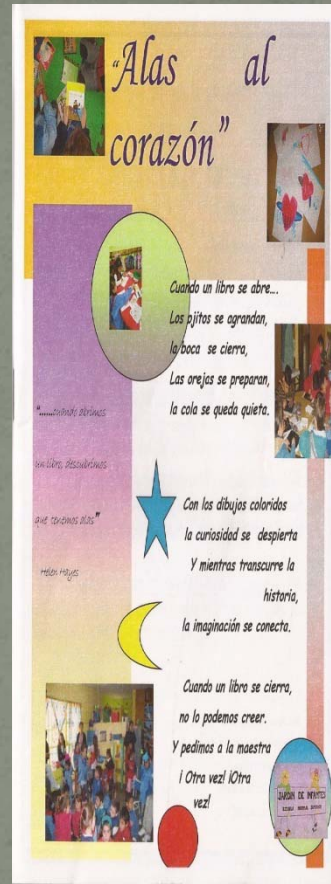 "Alas al
corazón"
Cuando un libro se abre...
Los ojitos se agrandan,
la boca se cierra,
Las orejas se preparan,
la cola se queda quieta.
"......cuando abrimos
un libro, descubrimos
que tenemos alas."
Helen Hayes
Con los dibujos coloridos
la curiosidad se despierta
Y mientras transcurre la
historia,
la imaginación se conecta.
Cuando un libro se cierra,
no lo podemos creer.
Y pedimos a la maestra
¡ Otra vez! ¡Otra
vez!
JARDIN DE INFANTES